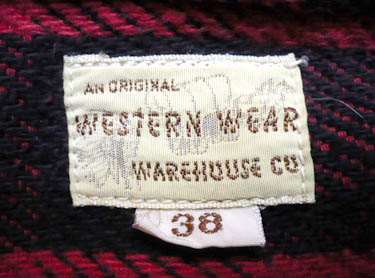 AN ORIGINAL
WESTERN WEAR
WAREHOUSE CO
38